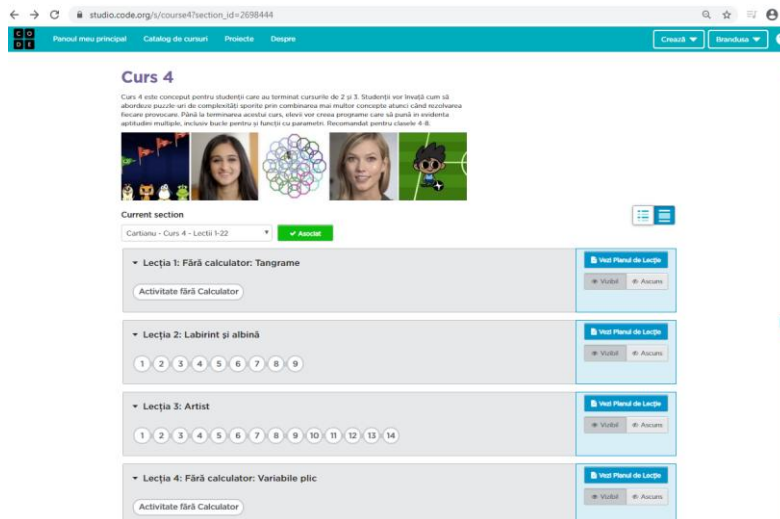 studio.code.org/s/course4?section_id=2698444
C O
D E
Panoul meu principal Catalog de cursuri Proiecte Despre Crează Brandusa
Curs 4
Curs 4 este conceput pentru studenții care au terminat cursurile de 2 și 3. Studenții vor învață cum să
abordeze puzzle-uri de complexități sporite prin combinarea mai multor concepte atunci când rezolvarea
fiecare provocare. Până la terminarea acestui curs, elevii vor creea programe care să pună in evidenta
aptitudini multiple, inclusiv bucle pentru și funcții cu parametri. Recomandat pentru clasele 4-8.
Current section
Cartianu - Curs 4 - Lectii 1-22 Asociat
Lecția 1: Fără calculator: Tangrame
Vezi Planul de Lecție
Activitate fără Calculator
Vizibil Ascuns
Lecția 2: Labirint și albină
Vezi Planul de Lecție
1 2 3 4 5 6 7 8 9
Vizibil Ascuns
Lecția 3: Artist
Vezi Planul de Lecție
1 2 3 4 5 6 7 8 9 10 11 12 13 14
Vizibil Ascuns
Lecția 4: Fără calculator: Variabile plic
Vezi Planul de Lecție
Activitate fără Calculator
Vizibil Ascuns